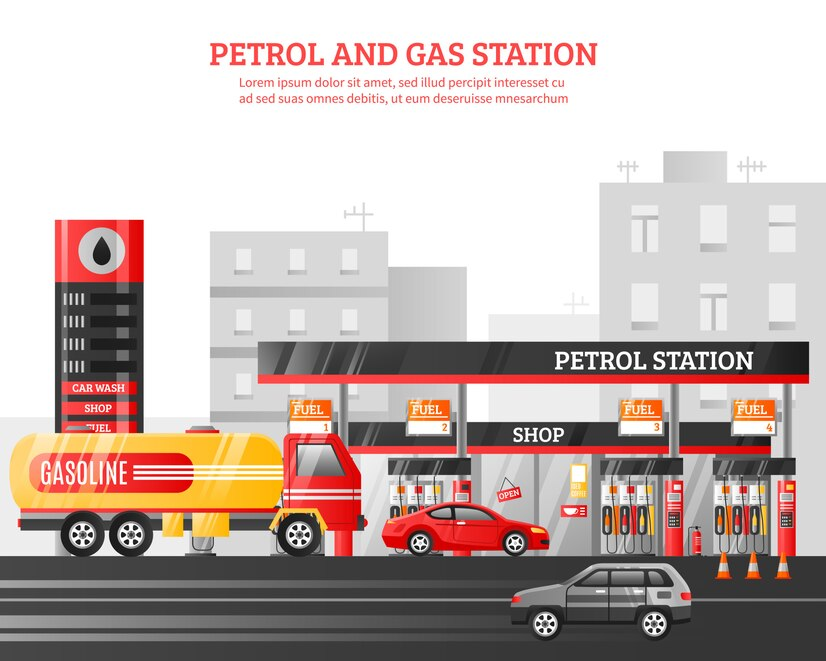 PETROL AND GAS STATION
Lorem ipsum dolor sit amet, sed illud percipit senserit cu
ad sed suas omnes debitis, ut eum deseruisse mnesarchum
PETROL STATION
CAR WASH
SHOP
FUEL
FUEL
1
FUEL
2
FUEL
3
FUEL
4
SHOP
GASOLINE
OPEN